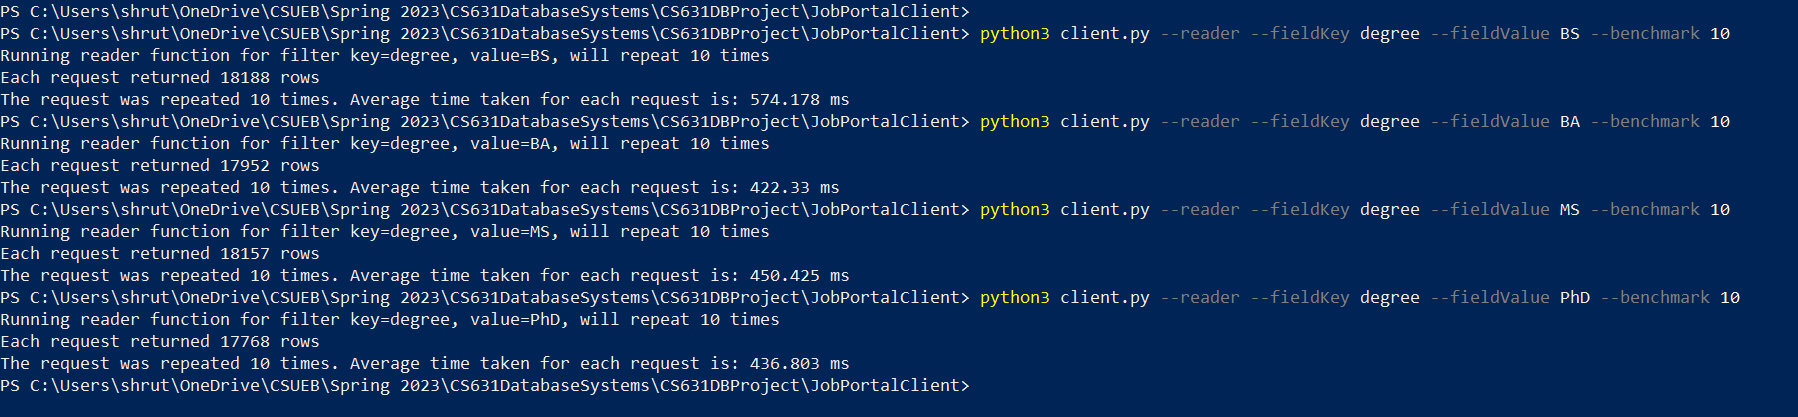 PS C:\Users\shrut\OneDrive\CSUEB\Spring 2023\CS631DatabaseSystems\CS631DBProject\JobPortalClient>
PS C:\Users\shrut\OneDrive\CSUEB\Spring 2023\CS631DatabaseSystems\CS631DBProject\JobPortalClient> python3 client.py --reader --fieldKey degree --fieldValue BS --benchmark 10
Running reader function for filter key=degree, value=BS, will repeat 10 times
Each request returned 18188 rows
The request was repeated 10 times. Average time taken for each request is: 574.178 ms
PS C:\Users\shrut\OneDrive\CSUEB\Spring 2023\CS631DatabaseSystems\CS631DBProject\JobPortalClient> python3 client.py --reader --fieldKey degree --fieldValue BA --benchmark 10
Running reader function for filter key=degree, value=BA, will repeat 10 times
Each request returned 17952 rows
The request was repeated 10 times. Average time taken for each request is: 422.33 ms
PS C:\Users\shrut\OneDrive\CSUEB\Spring 2023\CS631DatabaseSystems\CS631DBProject\JobPortalClient> python3 client.py --reader --fieldKey degree --fieldValue MS --benchmark 10
Running reader function for filter key=degree, value=MS, will repeat 10 times
Each request returned 18157 rows
The request was repeated 10 times. Average time taken for each request is: 450.425 ms
PS C:\Users\shrut\OneDrive\CSUEB\Spring 2023\CS631DatabaseSystems\CS631DBProject\JobPortalClient> python3 client.py --reader --fieldKey degree --fieldValue PhD --benchmark 10
Running reader function for filter key=degree, value=PhD, will repeat 10 times
Each request returned 17768 rows
The request was repeated 10 times. Average time taken for each request is: 436.803 ms
PS C:\Users\shrut\OneDrive\CSUEB\Spring 2023\CS631DatabaseSystems\CS631DBProject\JobPortalClient>